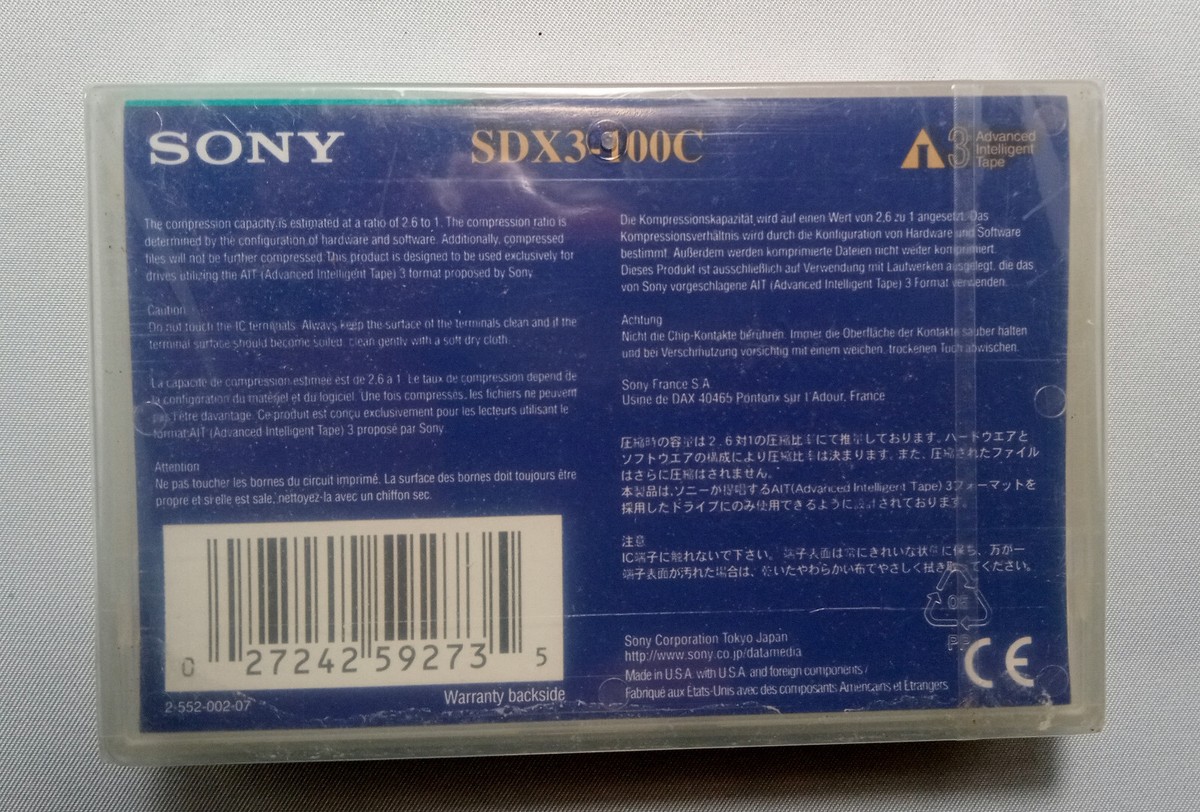 SONY
SDX3-100C
3 Advanced
Intelligent
Tape
The compression capacity is estimated at a ratio of 2.6 to 1. The compression ratio is
determined by the configuration of hardware and software. Additionally, compressed
files will not be further compressed. This product is designed to be used exclusively for
drives utilizing the AIT (Advanced Intelligent Tape) 3 format proposed by Sony.
Caution
Do not touch the IC terminals. Always keep the surface of the terminals clean and if the
terminal surface should become soiled, clean gently with a soft dry cloth.
La capacité de compression estimée est de 2,6 à 1. Le taux de compression dépend de
la configuration du matériel et du logiciel. Une fois compressés, les fichiers ne peuvent
pas l'être davantage. Ce produit est conçu exclusivement pour les lecteurs utilisant le
format AIT (Advanced Intelligent Tape) 3 proposé par Sony.
Attention
Ne pas toucher les bornes du circuit imprimé. La surface des bornes doit toujours être
propre et si elle est sale, nettoyez-la avec un chiffon sec.
0 27242 59273 5
Warranty backside
2-552-002-07
Die Kompressionskapazität wird auf einen Wert von 2,6 zu 1 angesetzt. Das
Kompressionsverhältnis wird durch die Konfiguration von Hardware und Software
bestimmt. Außerdem werden komprimierte Dateien nicht weiter komprimiert.
Dieses Produkt ist ausschließlich auf Verwendung mit Laufwerken ausgelegt, die das
von Sony vorgeschlagene AIT (Advanced Intelligent Tape) 3 Format verwenden.
Achtung
Nicht die Chip-Kontakte berühren. Immer die Oberfläche der Kontakte sauber halten
und bei Verschmutzung vorsichtig mit einem weichen, trockenen Tuch abwischen.
Sony France S.A.
Usine de DAX 40465 Pontonx sur l'Adour, France
圧縮時の容量は2.6対1の圧縮比率にて推定しております。ハードウエアと
ソフトウエアの構成により圧縮比率は決まります。また、圧縮されたファイル
はさらに圧縮はされません。
本製品は、ソニーが提唱するAIT(Advanced Intelligent Tape) 3フォーマットを
採用したドライブにのみ使用できるように設計されております。
注意
IC端子に触れないで下さい。端子表面は常にきれいな状態に保ち、万が一
端子表面が汚れた場合は、乾いたやわらかい布でやさしく拭き取ってください。
Sony Corporation Tokyo Japan
http://www.sony.co.jp/datamedia
Made in U.S.A. with U.S.A. and foreign components /
Fabriqué aux États-Unis avec des composants Américains et Étrangers
CE